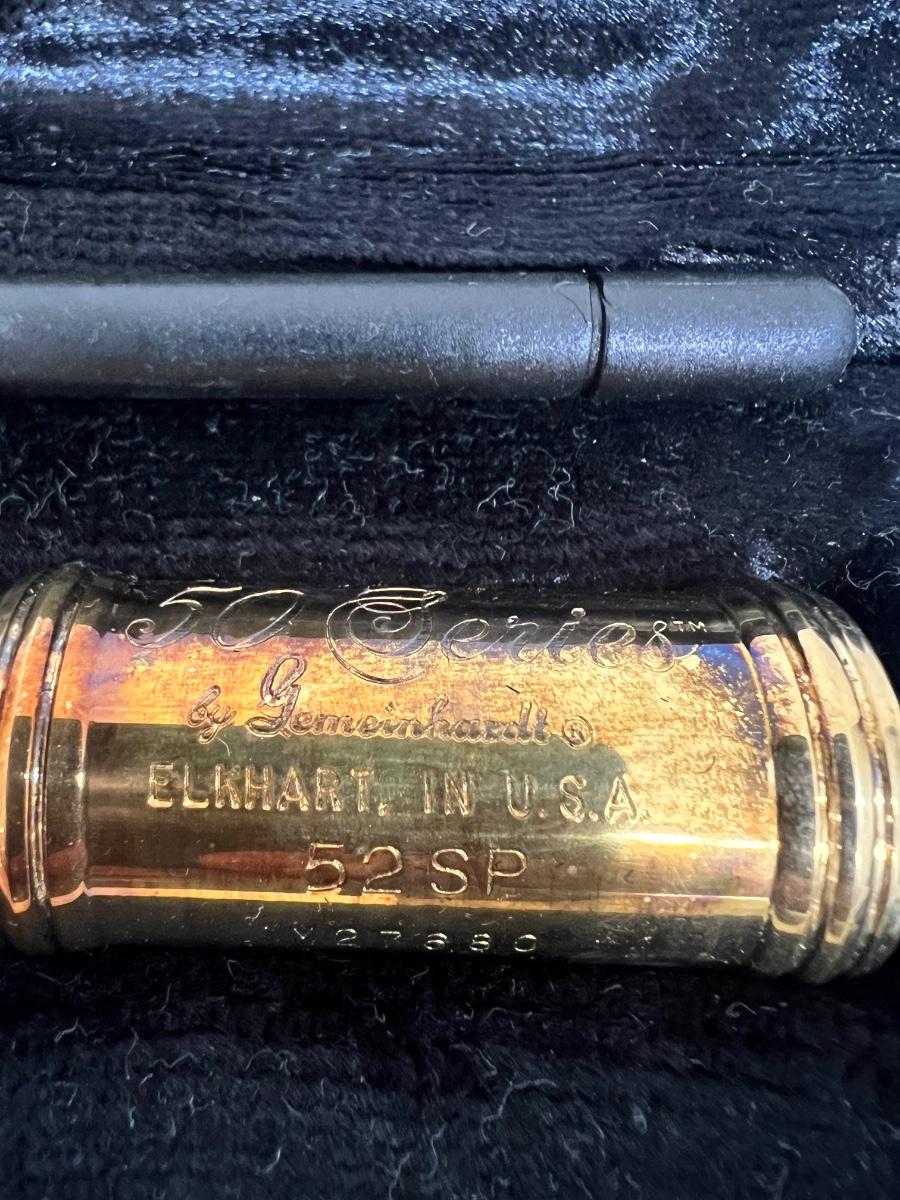 50 Series™
by Gemeinhardt®
ELKHART, IN U.S.A.
52SP